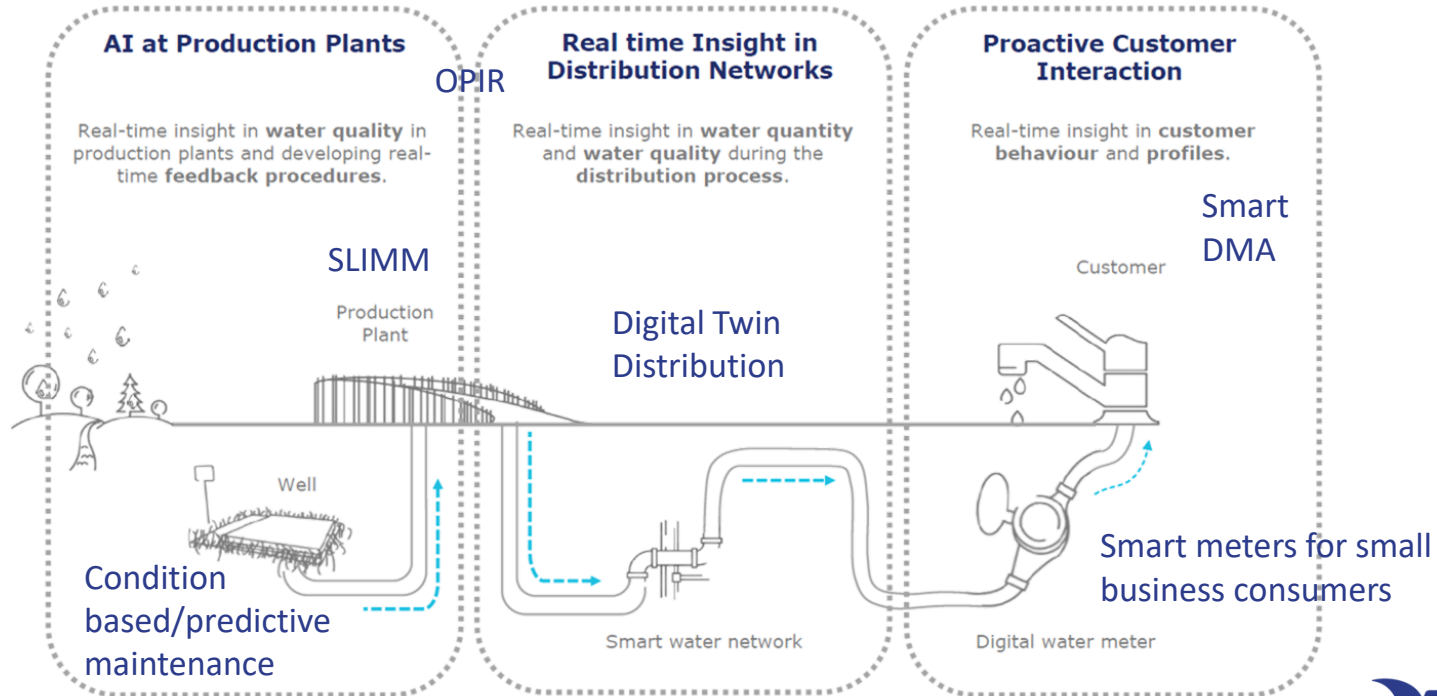 AI at Production Plants
Real-time insight in water quality in
production plants and developing real-
time feedback procedures.
OPIR
Real time Insight in
Distribution Networks
Real-time insight in water quantity
and water quality during the
distribution process.
Proactive Customer
Interaction
Real-time insight in customer
behaviour and profiles.
Smart
DMA
SLIMM
Customer
Production
Plant
Digital Twin
Distribution
Well
Condition
based/predictive
maintenance
Smart water network
Smart meters for small
business consumers
Digital water meter